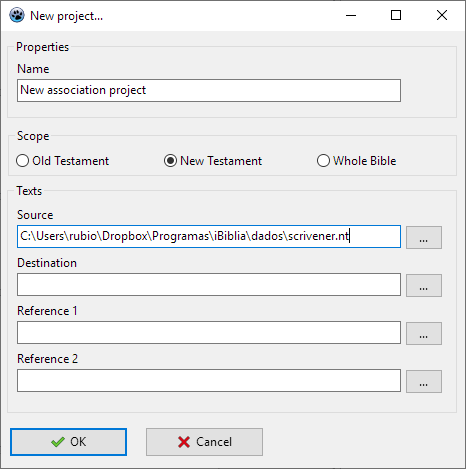 New project...
Properties
Name
New association project
Scope
Old Testament New Testament Whole Bible
Texts
Source
C:\Users\rubio\Dropbox\Programas\iBiblia\dados\scrivener.nt
...
Destination
...
Reference 1
...
Reference 2
...
OK Cancel